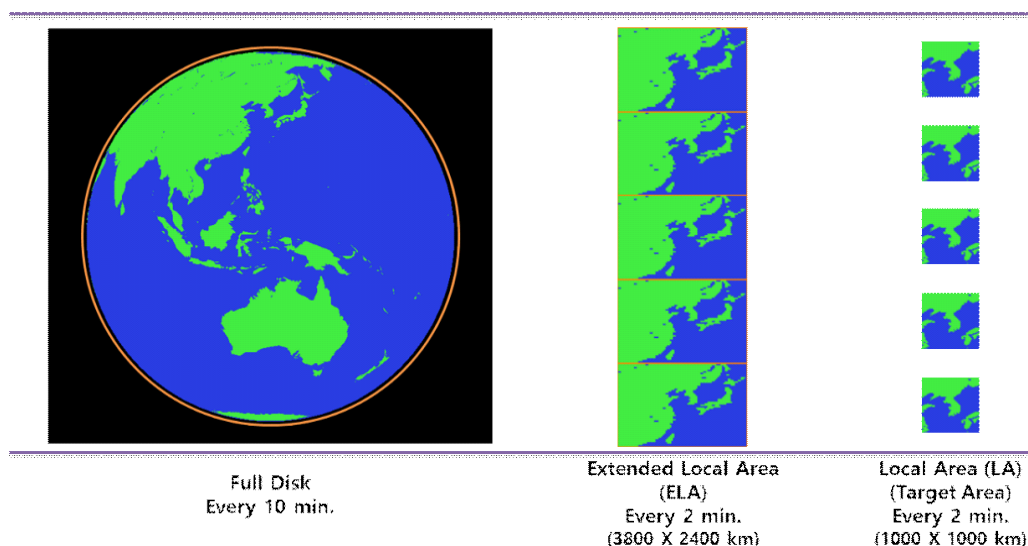 Full Disk
Every 10 min.
Extended Local Area
(ELA)
Every 2 min.
(3800 X 2400 km)
Local Area (LA)
(Target Area)
Every 2 min.
(1000 X 1000 km)